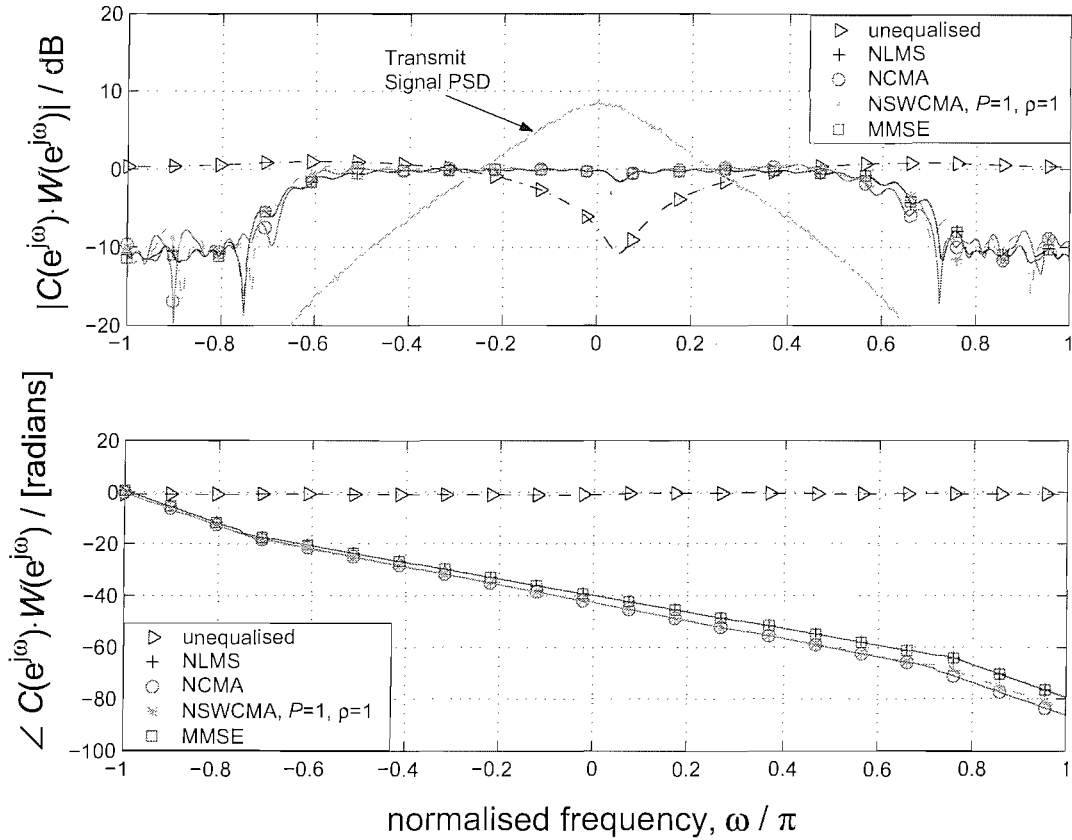 |C(e^jω)·W(e^jω)| / dB
20
10
0
−10
−20
Transmit
Signal PSD
▷ unequalised
+ NLMS
○ NCMA
* NSWCMA, P=1, ρ=1
□ MMSE
−1 −0.8 −0.6 −0.4 −0.2 0 0.2 0.4 0.6 0.8 1
∠ C(e^jω)·W(e^jω) / [radians]
20
0
−20
−40
−60
−80
−100
▷ unequalised
+ NLMS
○ NCMA
* NSWCMA, P=1, ρ=1
□ MMSE
−1 −0.8 −0.6 −0.4 −0.2 0 0.2 0.4 0.6 0.8 1
normalised frequency, ω / π